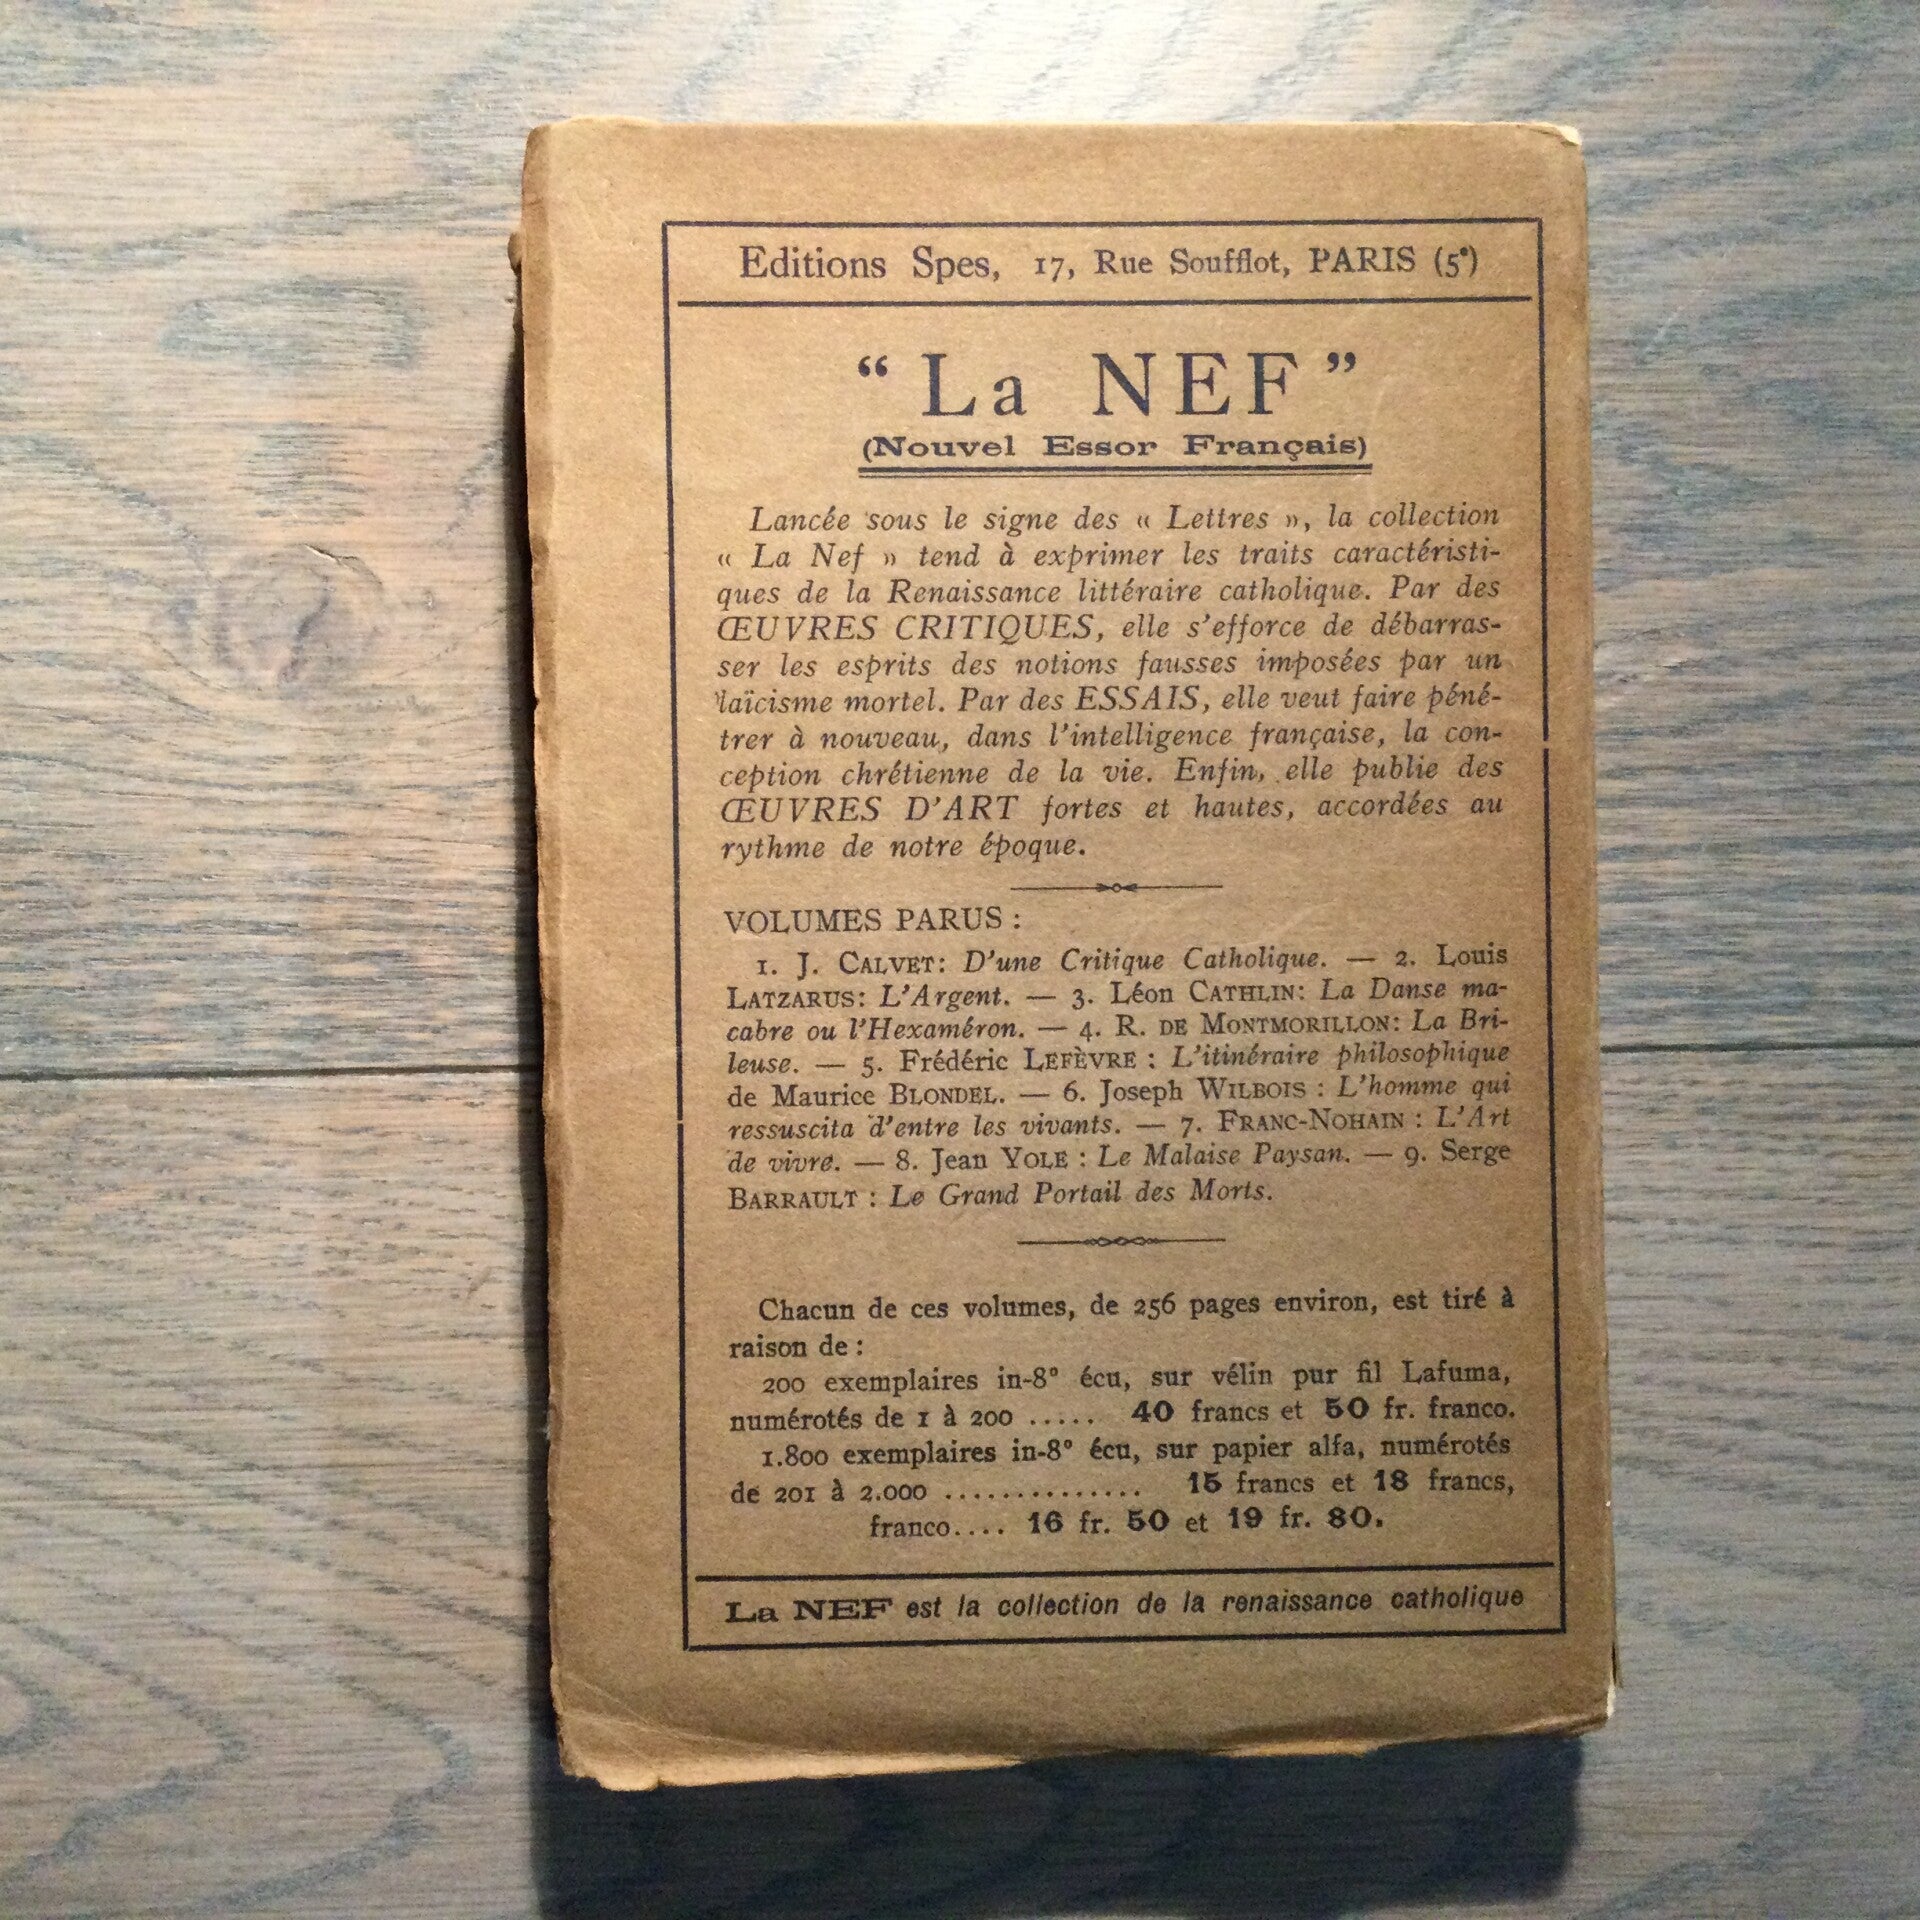 Editions Spes, 17, Rue Soufflot, PARIS (5ᵉ)
“La NEF”
(Nouvel Essor Français)
Lancée sous le signe des « Lettres », la collection
« La Nef » tend à exprimer les traits caractéristi-
ques de la Renaissance littéraire catholique. Par des
ŒUVRES CRITIQUES, elle s'efforce de débarras-
ser les esprits des notions fausses imposées par un
laïcisme mortel. Par des ESSAIS, elle veut faire péné-
trer à nouveau, dans l'intelligence française, la con-
ception chrétienne de la vie. Enfin, elle publie des
ŒUVRES D'ART fortes et hautes, accordées au
rythme de notre époque.
VOLUMES PARUS :
1. J. CALVET: D'une Critique Catholique. — 2. Louis
LATZARUS: L'Argent. — 3. Léon CATHLIN: La Danse ma-
cabre ou l'Hexaméron. — 4. R. DE MONTMORILLON: La Bri-
leuse. — 5. Frédéric LEFÈVRE : L'itinéraire philosophique
de Maurice BLONDEL. — 6. Joseph WILBOIS : L'homme qui
ressuscita d'entre les vivants. — 7. FRANC-NOHAIN : L'Art
de vivre. — 8. Jean YOLE : Le Malaise Paysan. — 9. Serge
BARRAULT : Le Grand Portail des Morts.
Chacun de ces volumes, de 256 pages environ, est tiré à
raison de :
200 exemplaires in-8° écu, sur vélin pur fil Lafuma,
numérotés de 1 à 200 ..... 40 francs et 50 fr. franco.
1.800 exemplaires in-8° écu, sur papier alfa, numérotés
de 201 à 2.000 .............. 15 francs et 18 francs,
franco.... 16 fr. 50 et 19 fr. 80.
La NEF est la collection de la renaissance catholique